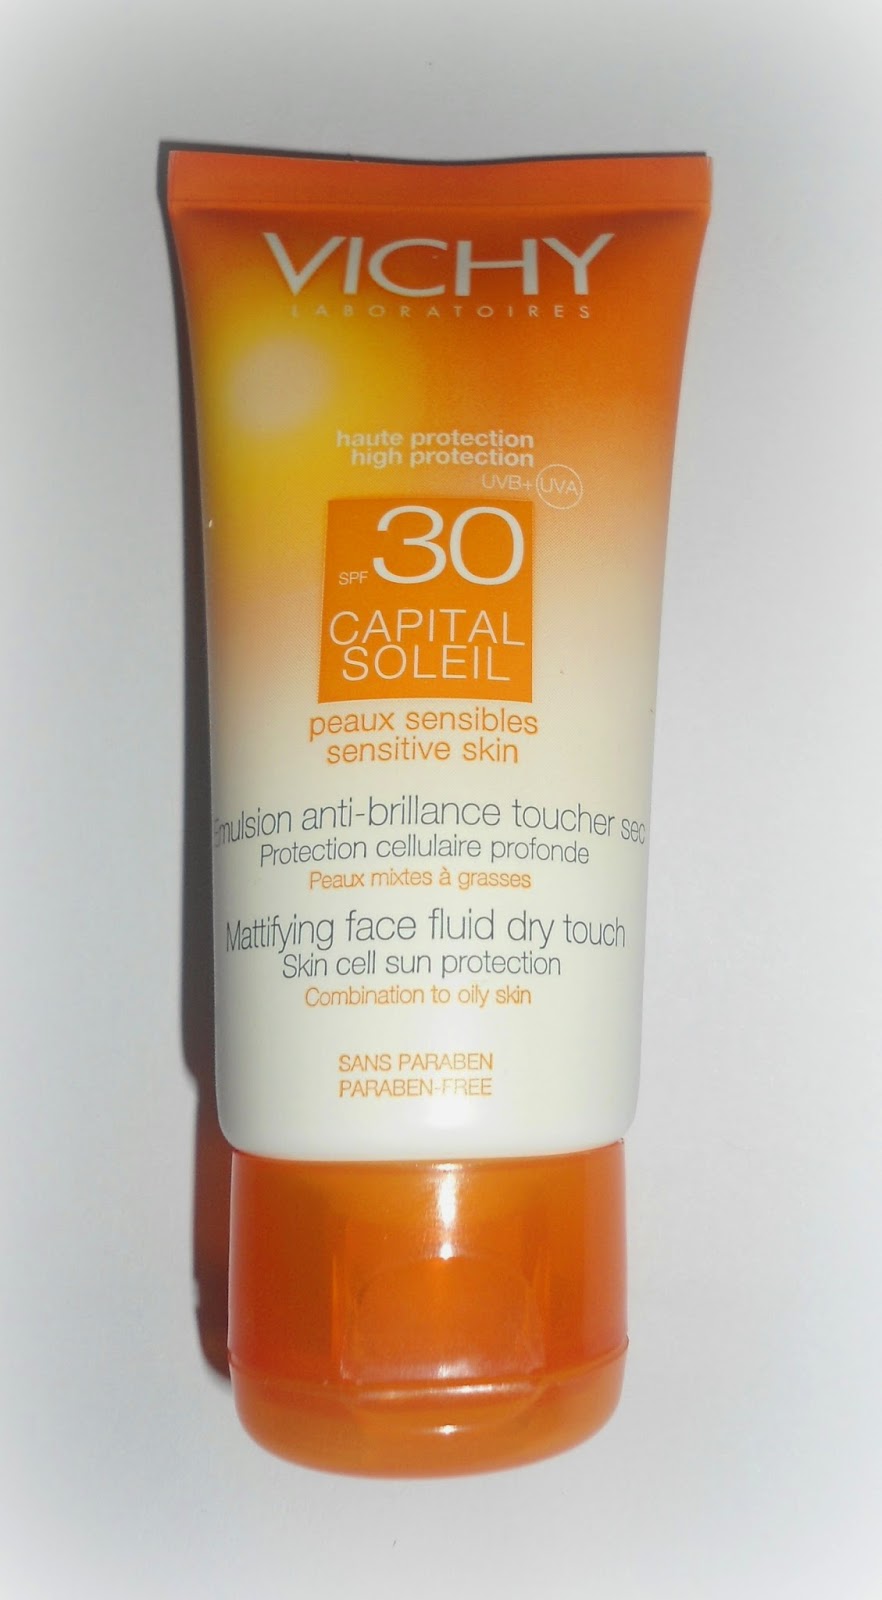 VICHY
LABORATOIRES
haute protection
high protection
UVB+ UVA
SPF 30
CAPITAL
SOLEIL
peaux sensibles
sensitive skin
Emulsion anti-brillance toucher sec
Protection cellulaire profonde
Peaux mixtes à grasses
Mattifying face fluid dry touch
Skin cell sun protection
Combination to oily skin
SANS PARABEN
PARABEN-FREE